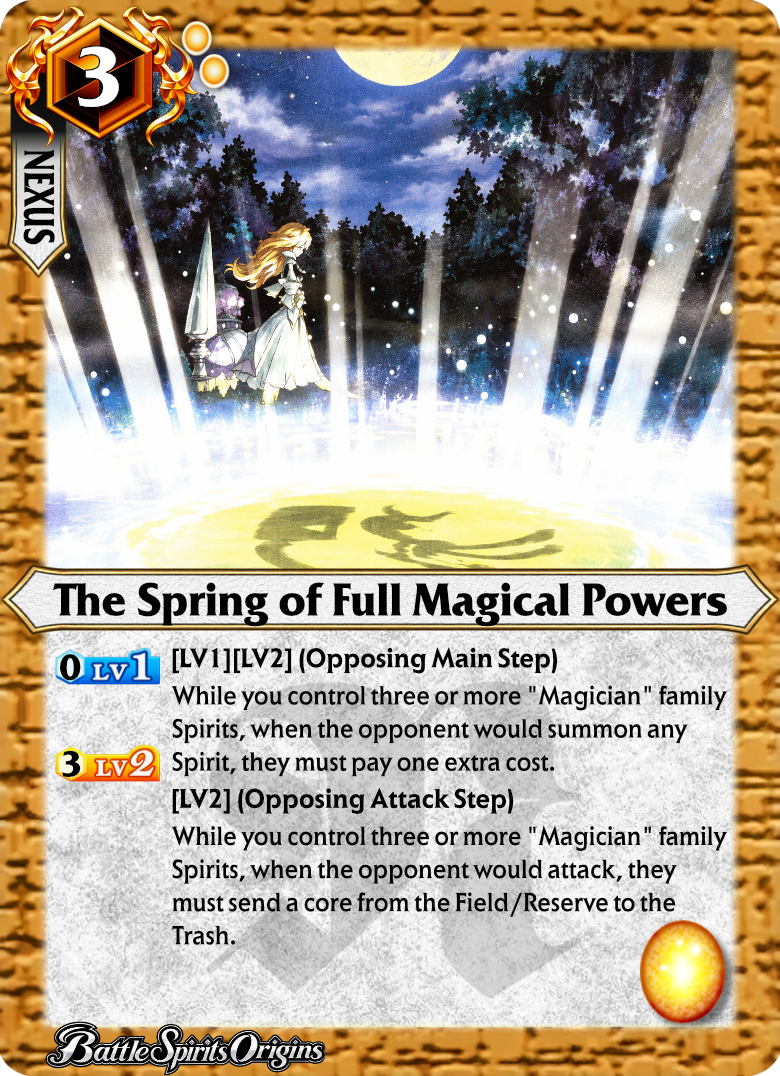 3
NEXUS
The Spring of Full Magical Powers
0 LV1
[LV1][LV2] (Opposing Main Step)
While you control three or more "Magician" family
Spirits, when the opponent would summon any
3 LV2
Spirit, they must pay one extra cost.
[LV2] (Opposing Attack Step)
While you control three or more "Magician" family
Spirits, when the opponent would attack, they
must send a core from the Field/Reserve to the
Trash.
Battle Spirits Origins